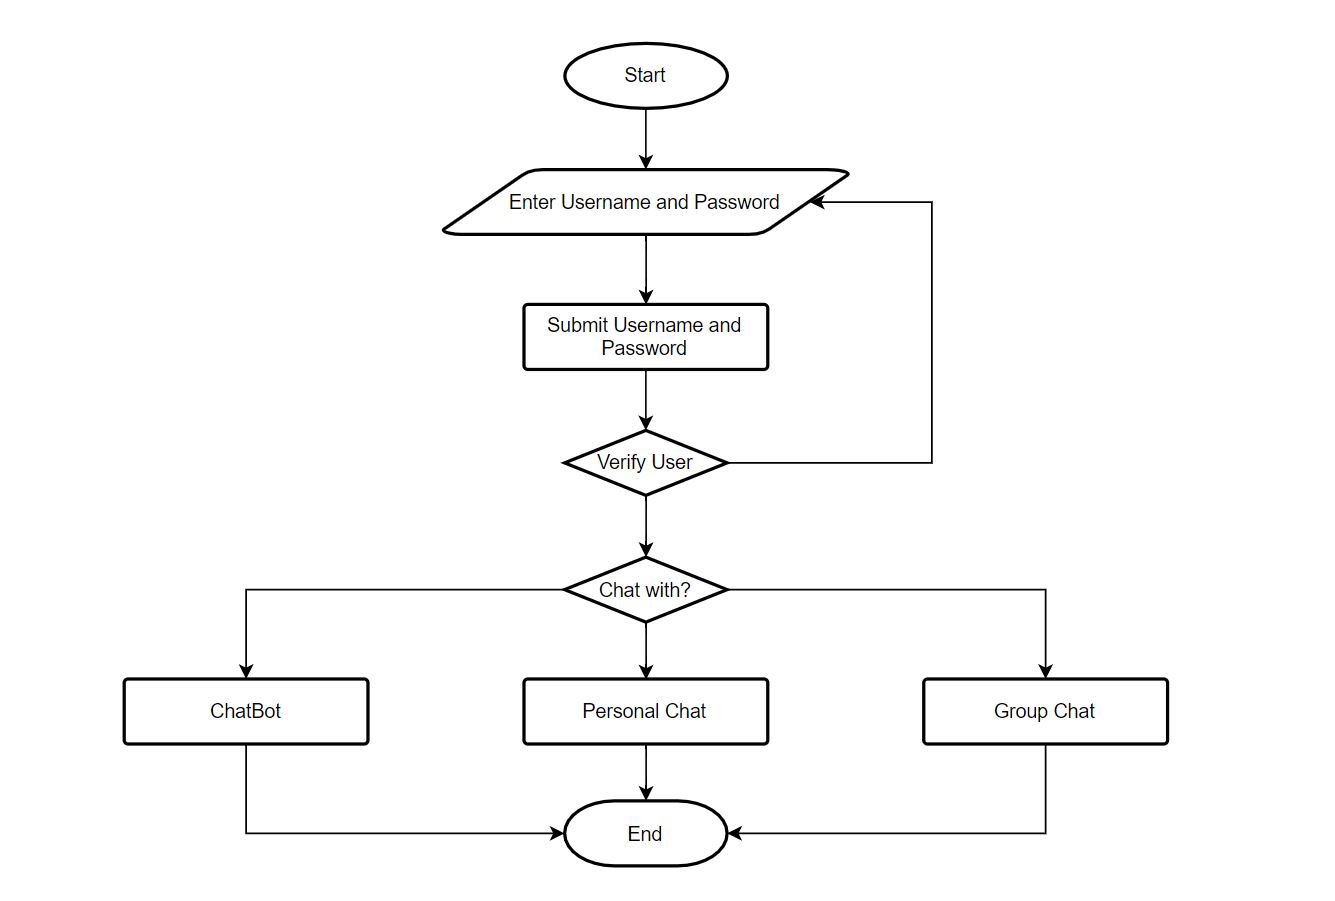 Start
Enter Username and Password
Submit Username and
Password
Verify User
Chat with?
ChatBot
Personal Chat
Group Chat
End